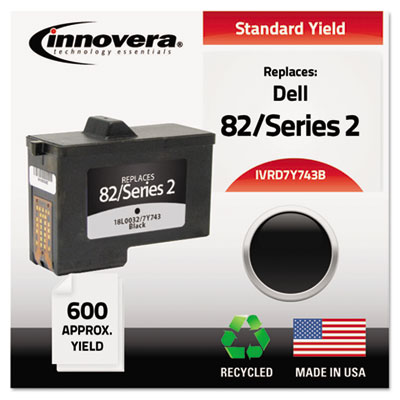 innovera
technology essentials
Standard Yield
Replaces:
Dell
82/Series 2
IVRD7Y743B
REPLACES
82/Series 2
18L0032/7Y743
Black
600
APPROX.
YIELD
RECYCLED
MADE IN USA